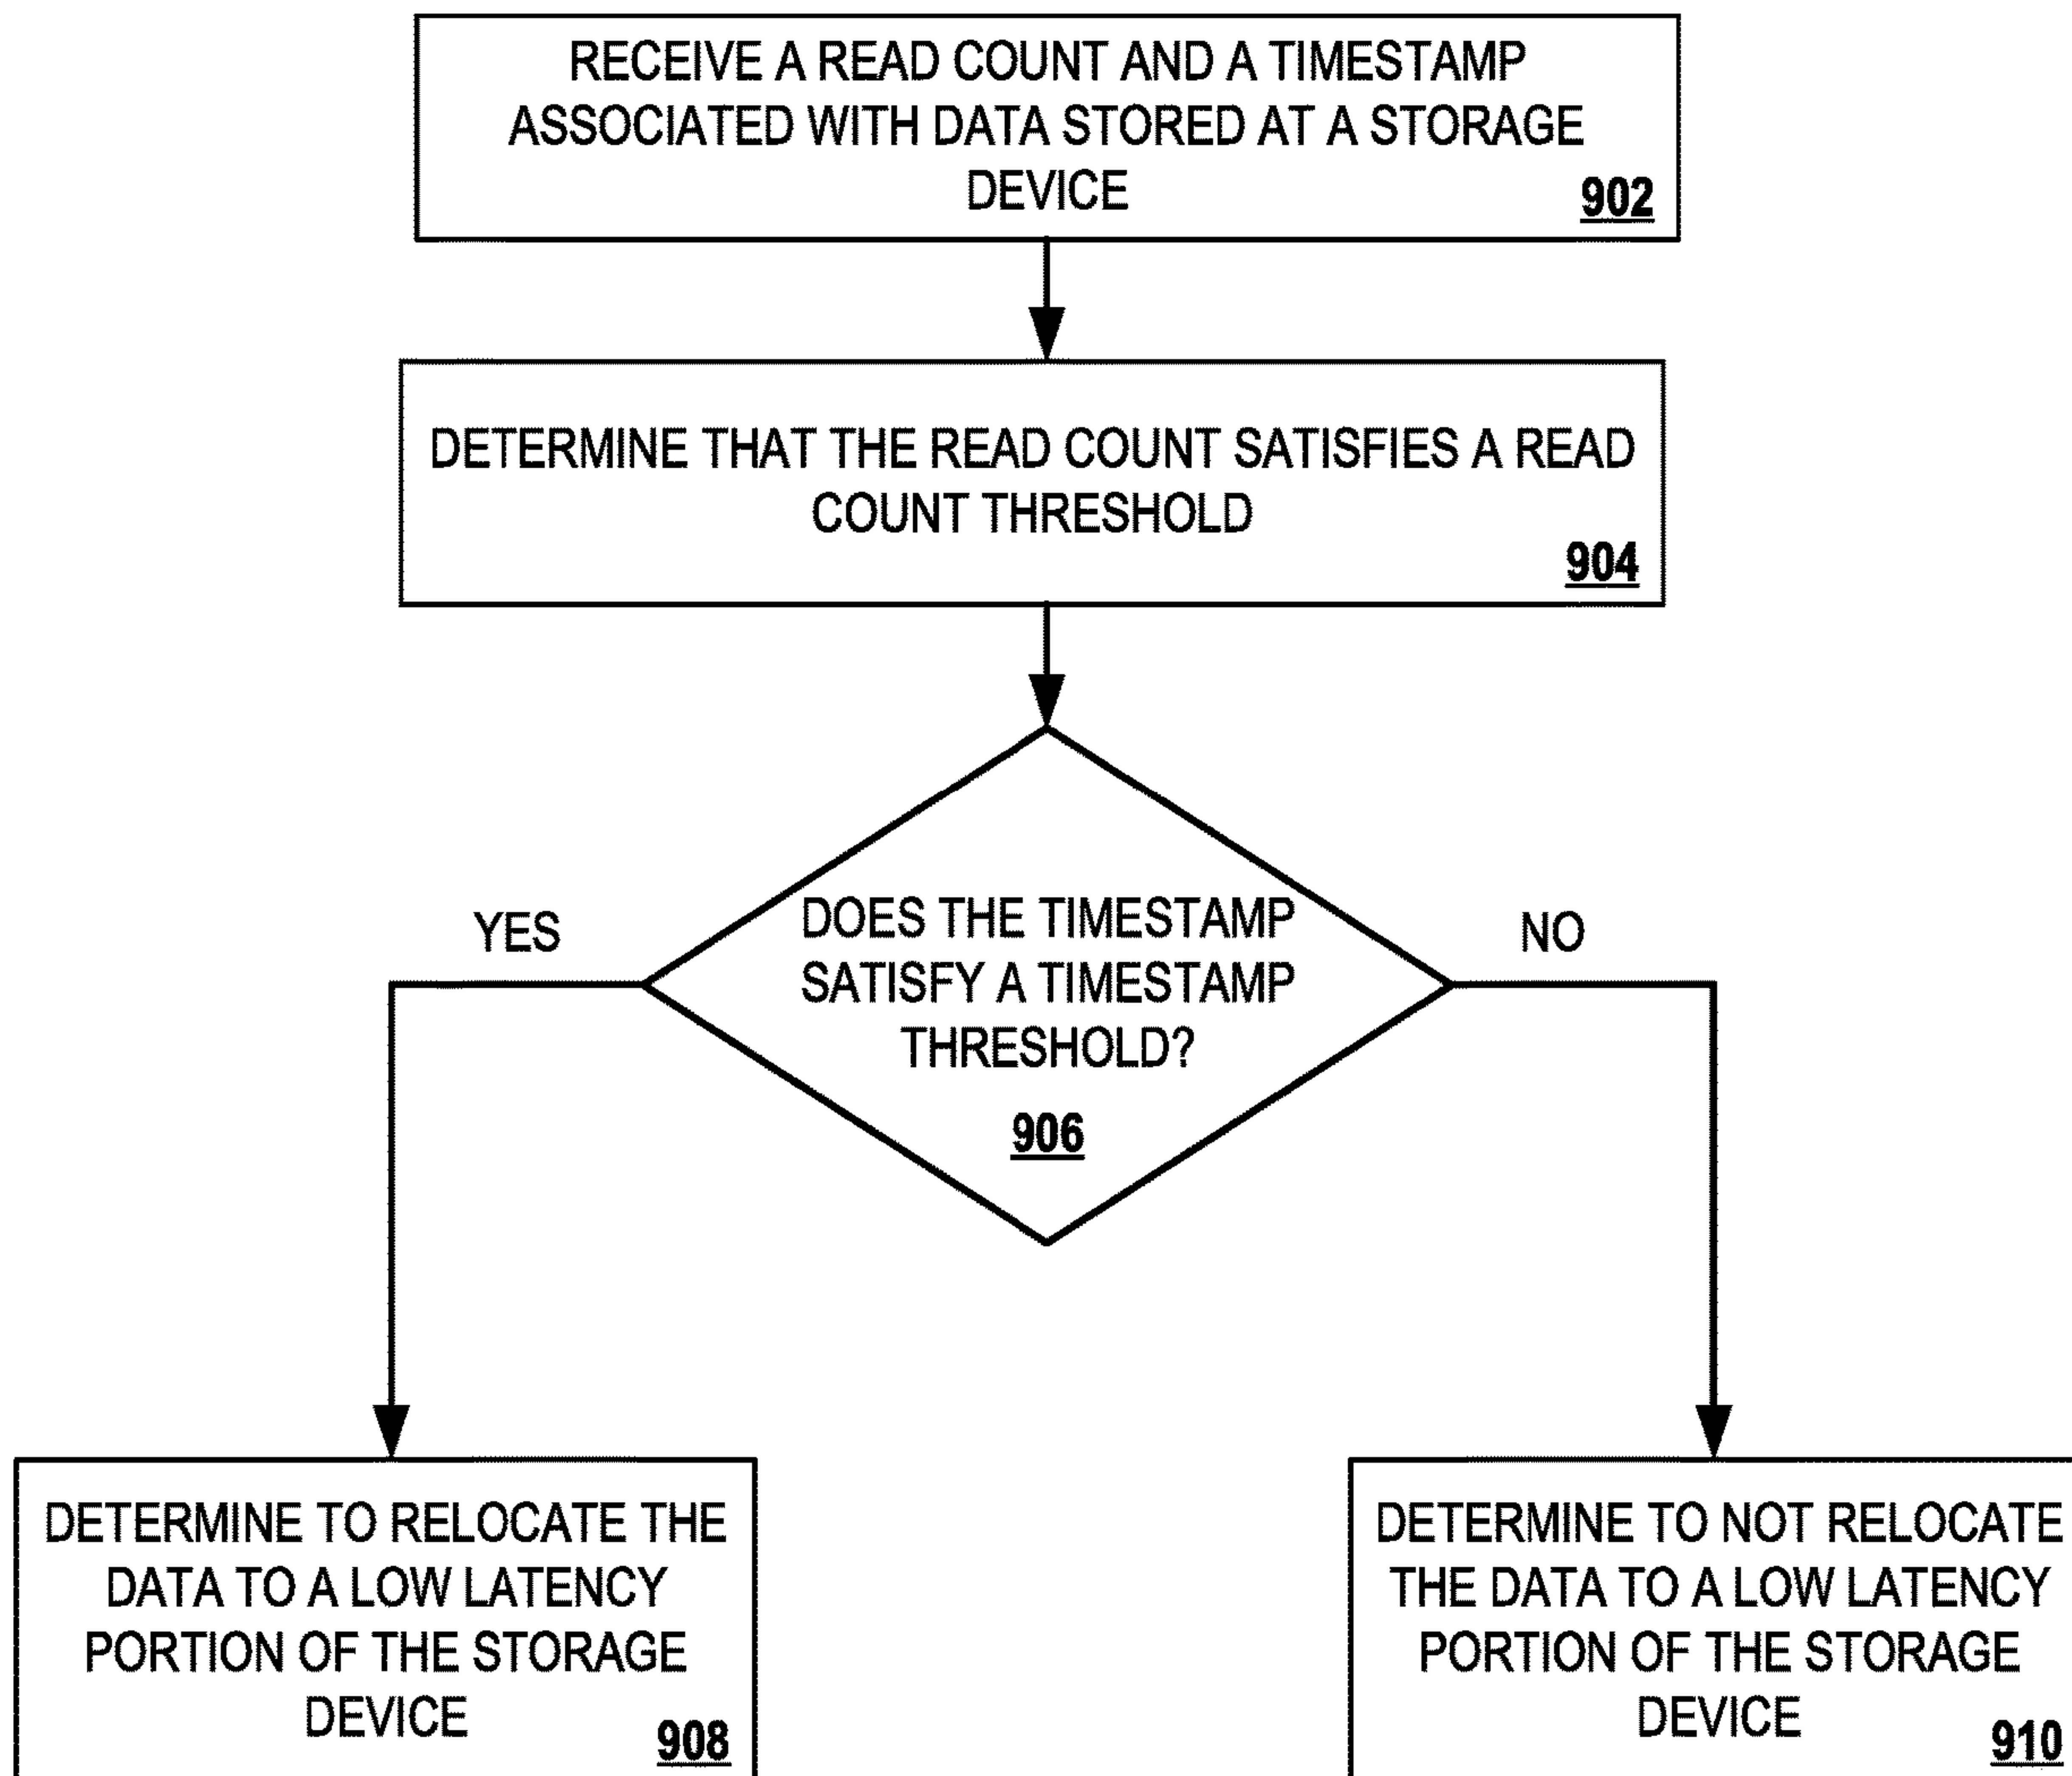 RECEIVE A READ COUNT AND A TIMESTAMP
ASSOCIATED WITH DATA STORED AT A STORAGE
DEVICE
902
DETERMINE THAT THE READ COUNT SATISFIES A READ
COUNT THRESHOLD
904
DOES THE TIMESTAMP
SATISFY A TIMESTAMP
THRESHOLD?
906
YES
NO
DETERMINE TO RELOCATE THE
DATA TO A LOW LATENCY
PORTION OF THE STORAGE
DEVICE
908
DETERMINE TO NOT RELOCATE
THE DATA TO A LOW LATENCY
PORTION OF THE STORAGE
DEVICE
910